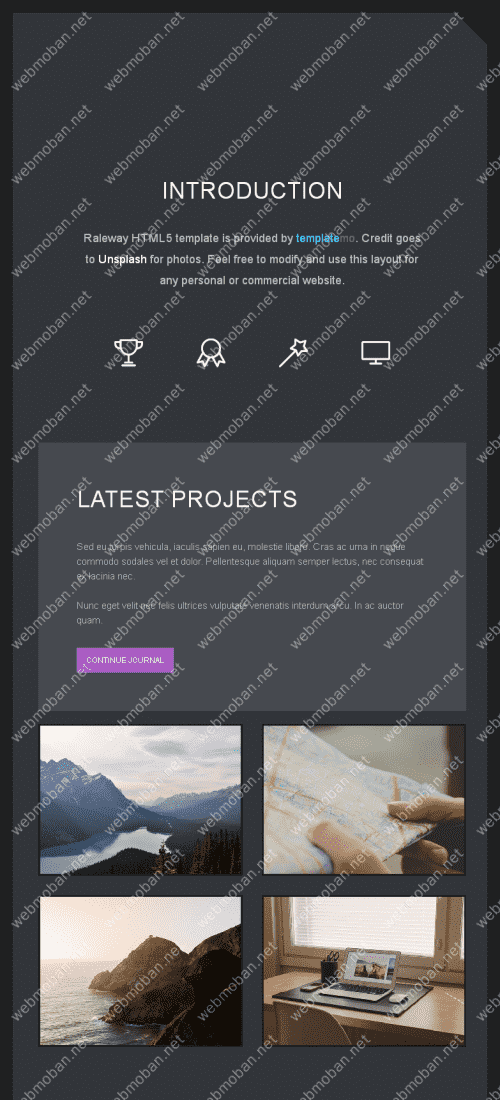 INTRODUCTION
Raleway HTML5 template is provided by templatemo. Credit goes
to Unsplash for photos. Feel free to modify and use this layout for
any personal or commercial website.
LATEST PROJECTS
Sed eu turpis vehicula, iaculis sapien eu, molestie libero. Cras ac urna in neque
commodo sodales vel et dolor. Pellentesque aliquam semper lectus, nec consequat
ex lacinia nec.
Nunc eget velit nec felis ultrices vulputate venenatis interdum arcu. In ac auctor
quam.
CONTINUE JOURNAL
webmoban.net